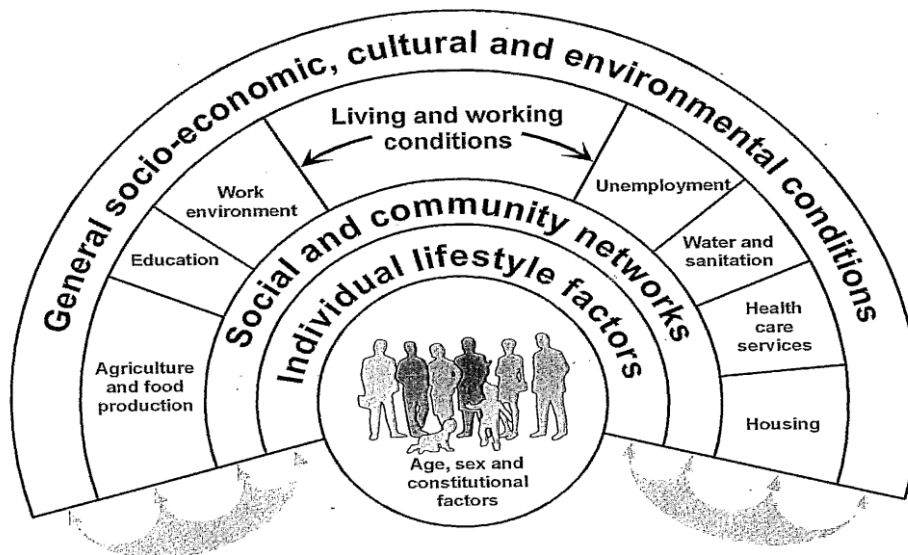 General socio-economic, cultural and environmental conditions
Living and working
conditions
Work
environment
Unemployment
Education
Water and
sanitation
Agriculture
and food
production
Health
care
services
Housing
Social and community networks
Individual lifestyle factors
Age, sex and
constitutional
factors